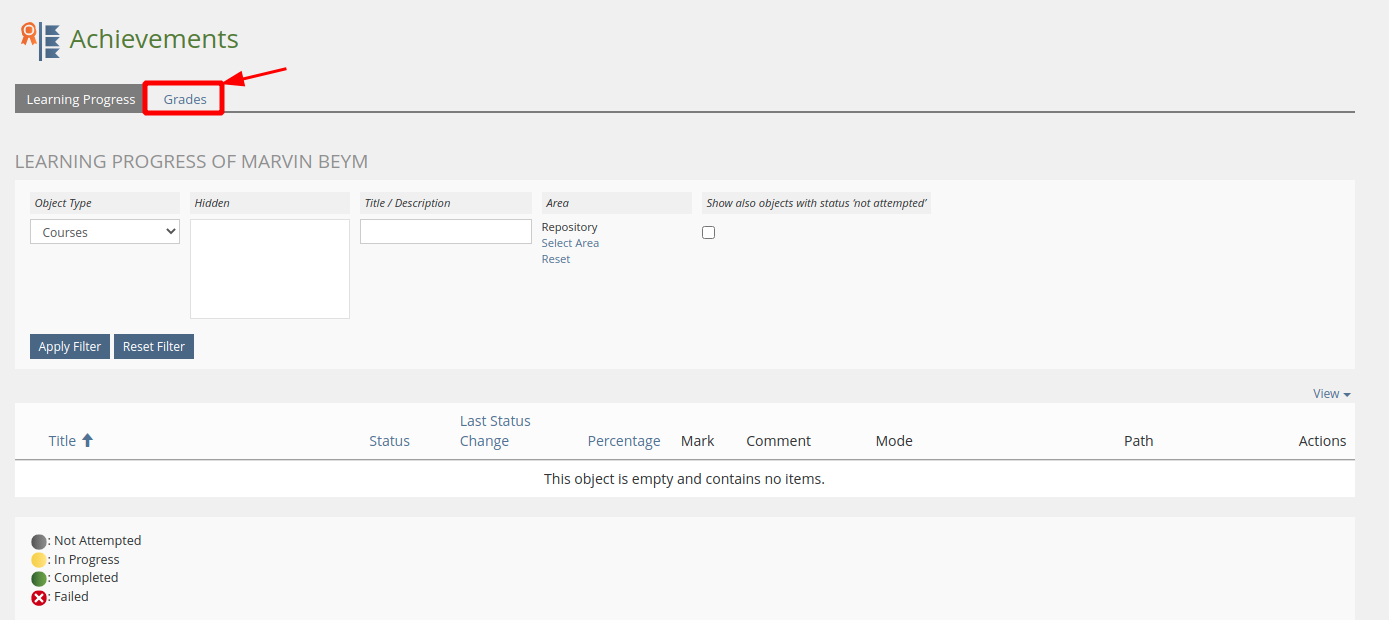 Achievements
Learning Progress Grades
LEARNING PROGRESS OF MARVIN BEYM
Object Type Hidden Title / Description Area Show also objects with status 'not attempted'
Courses
Repository
Select Area
Reset
Apply Filter Reset Filter
View
Title Status Last Status Change Percentage Mark Comment Mode Path Actions
This object is empty and contains no items.
: Not Attempted
: In Progress
: Completed
: Failed